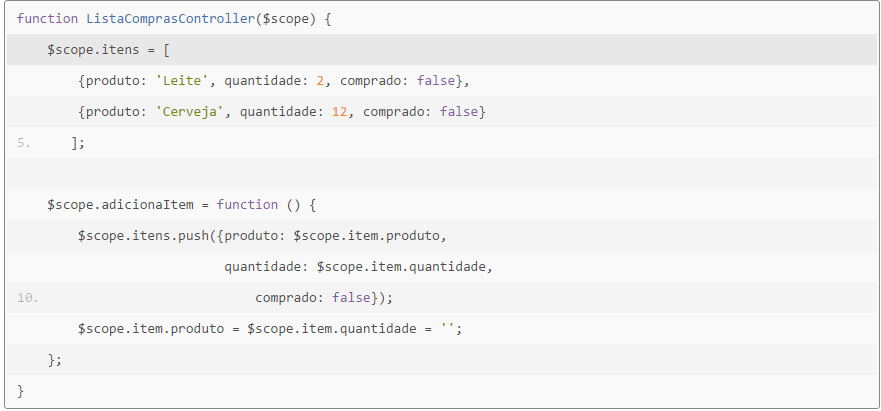 function ListaComprasController($scope) {
    $scope.itens = [
        {produto: 'Leite', quantidade: 2, comprado: false},
        {produto: 'Cerveja', quantidade: 12, comprado: false}
5.     ];
    $scope.adicionaItem = function () {
        $scope.itens.push({produto: $scope.item.produto,
                           quantidade: $scope.item.quantidade,
10.                            comprado: false});
        $scope.item.produto = $scope.item.quantidade = '';
    };
}